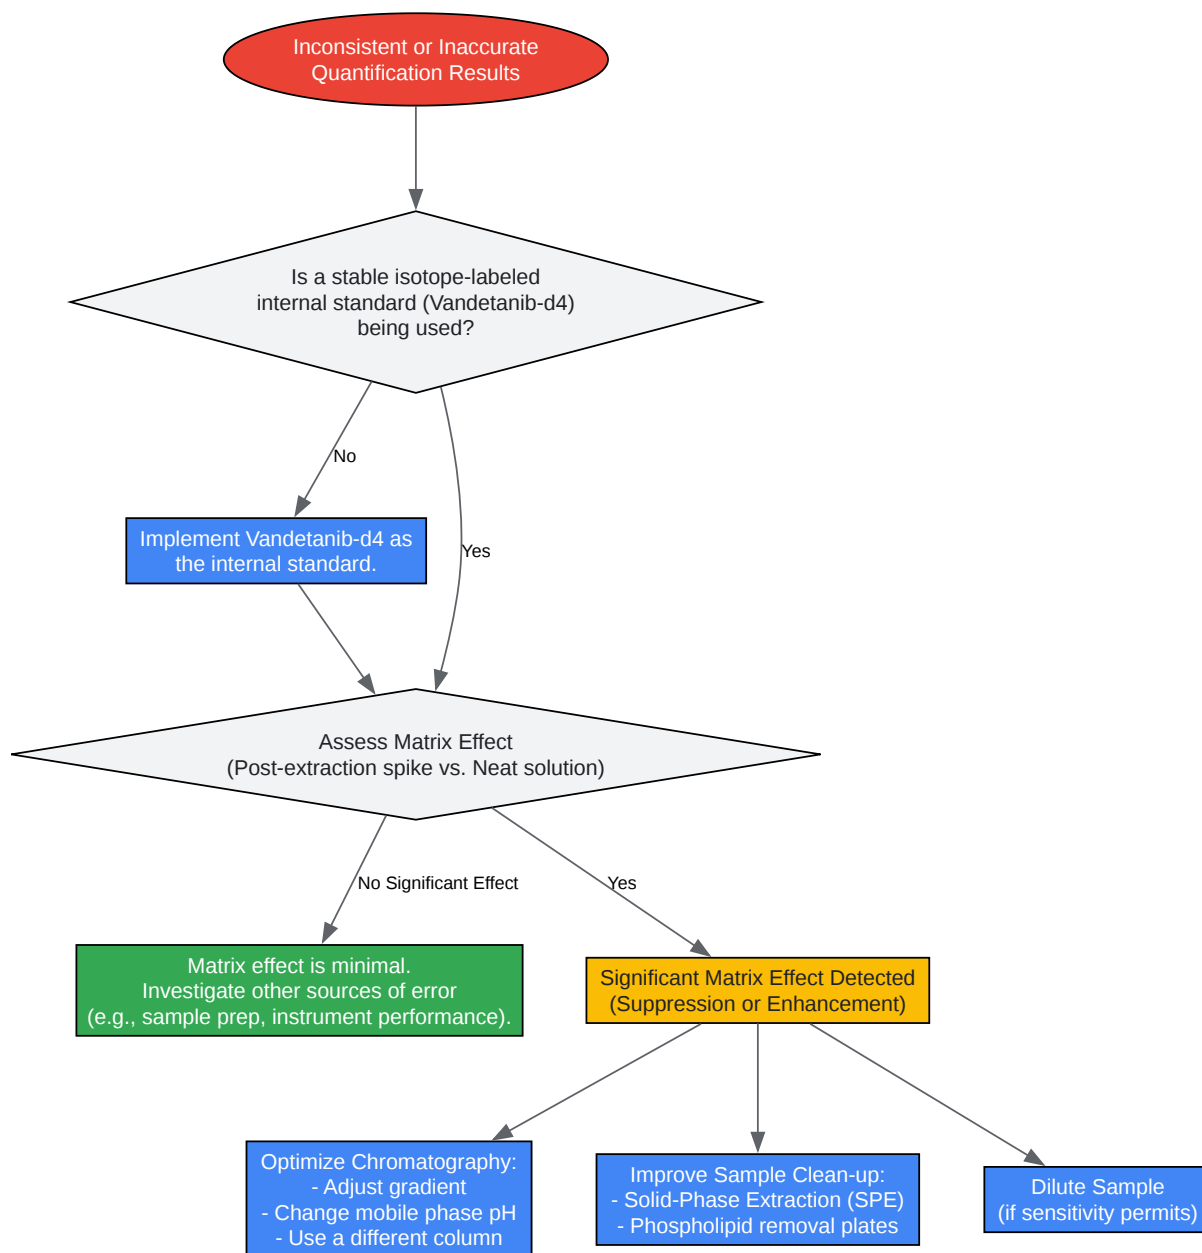 Inconsistent or Inaccurate
Quantification Results
Is a stable isotope-labeled
internal standard (Vandetanib-d4)
being used?
No
Yes
Implement Vandetanib-d4 as
the internal standard.
Assess Matrix Effect
(Post-extraction spike vs. Neat solution)
No Significant Effect
Yes
Matrix effect is minimal.
Investigate other sources of error
(e.g., sample prep, instrument performance).
Significant Matrix Effect Detected
(Suppression or Enhancement)
Optimize Chromatography:
- Adjust gradient
- Change mobile phase pH
- Use a different column
Improve Sample Clean-up:
- Solid-Phase Extraction (SPE)
- Phospholipid removal plates
Dilute Sample
(if sensitivity permits)